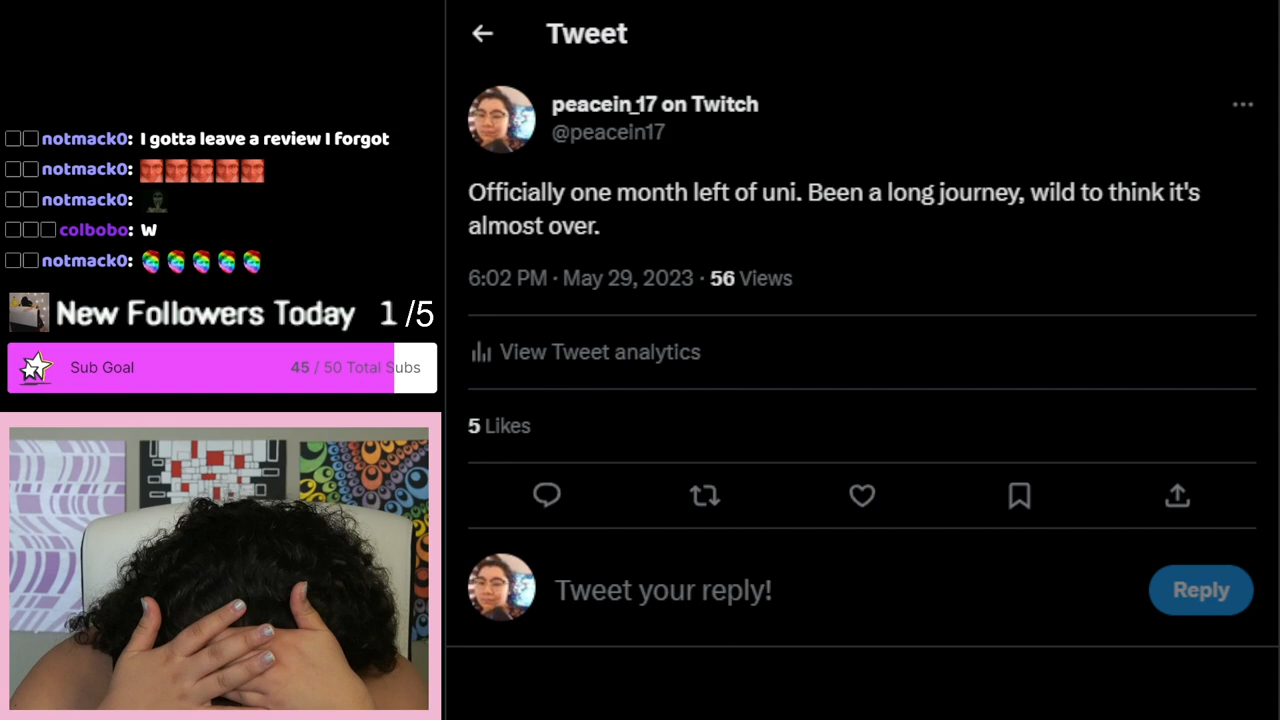 notmack0: I gotta leave a review I forgot
notmack0:
notmack0:
colbobo: W
notmack0:
New Followers Today 1 /5
Sub Goal 45 / 50 Total Subs
Tweet
peacein_17 on Twitch
@peacein17
Officially one month left of uni. Been a long journey, wild to think it's
almost over.
6:02 PM · May 29, 2023 · 56 Views
View Tweet analytics
5 Likes
Tweet your reply!
Reply